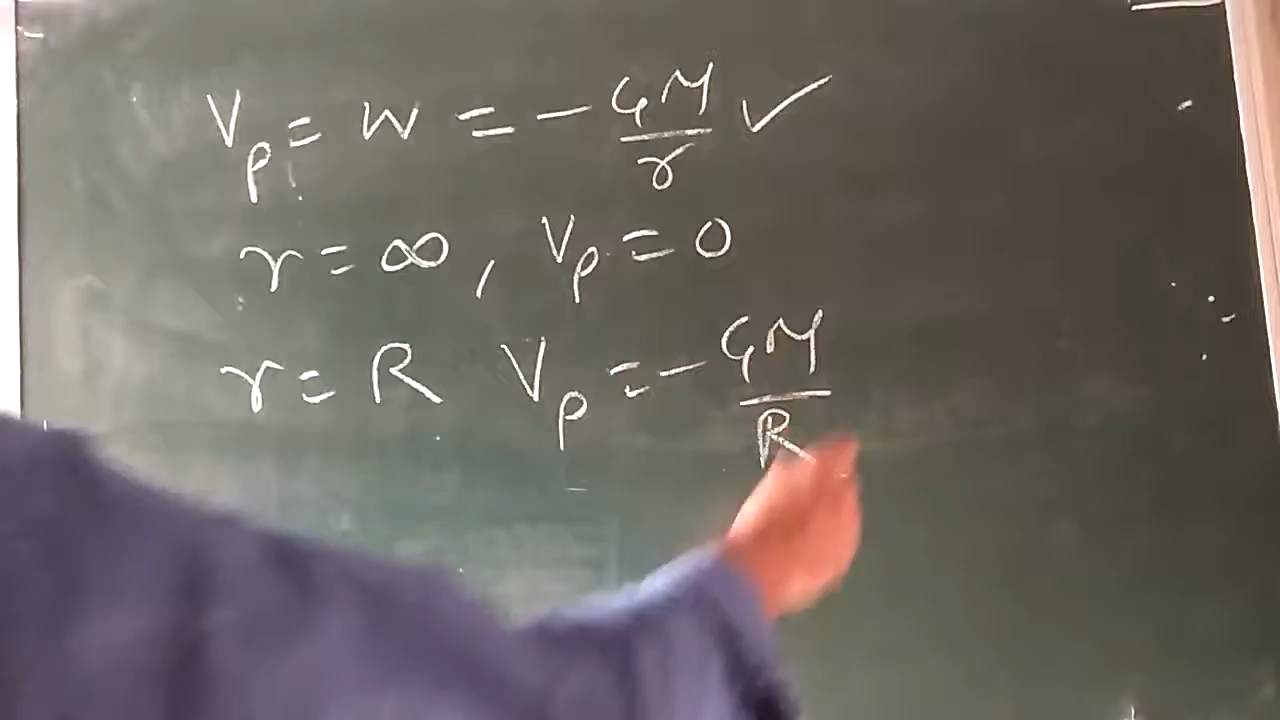 Vₚ = W = - GM/r ✓
r = ∞, Vₚ = 0
r = R Vₚ = - GM/R